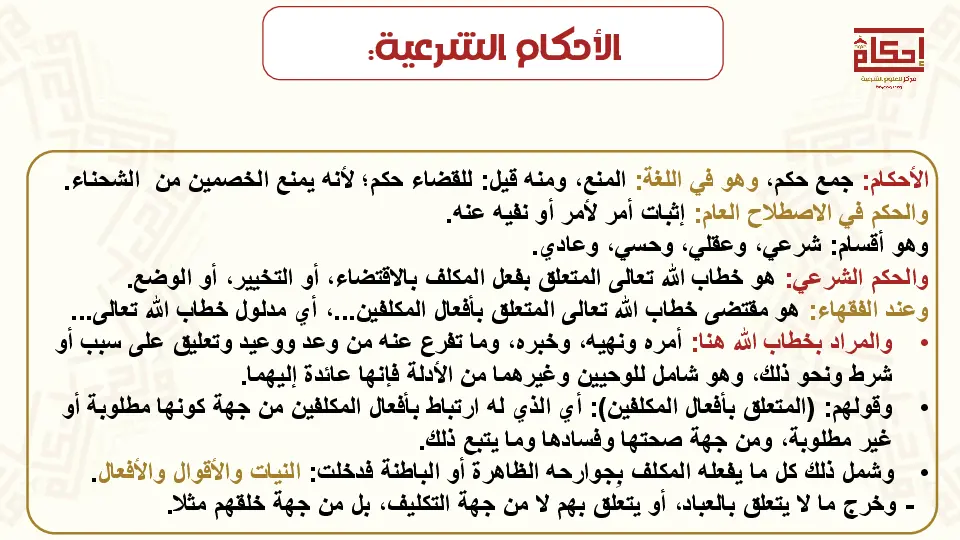 الأحكام الشرعية:
إحكام
مركز للعلوم الشرعية
الأحكام: جمع حكم، وهو في اللغة: المنع، ومنه قيل: للقضاء حكم؛ لأنه يمنع الخصمين من الشحناء.
والحكم في الاصطلاح العام: إثبات أمر لأمر أو نفيه عنه.
وهو أقسام: شرعي، وعقلي، وحسي، وعادي.
والحكم الشرعي: هو خطاب الله تعالى المتعلق بفعل المكلف بالاقتضاء، أو التخيير، أو الوضع.
وعند الفقهاء: هو مقتضى خطاب الله تعالى المتعلق بأفعال المكلفين...، أي مدلول خطاب الله تعالى...
• والمراد بخطاب الله هنا: أمره ونهيه، وخبره، وما تفرع عنه من وعد ووعيد وتعليق على سبب أو
شرط ونحو ذلك، وهو شامل للوحيين وغيرهما من الأدلة فإنها عائدة إليهما.
• وقولهم: (المتعلق بأفعال المكلفين): أي الذي له ارتباط بأفعال المكلفين من جهة كونها مطلوبة أو
غير مطلوبة، ومن جهة صحتها وفسادها وما يتبع ذلك.
• وشمل ذلك كل ما يفعله المكلف بِجوارحه الظاهرة أو الباطنة فدخلت: النيات والأقوال والأفعال.
- وخرج ما لا يتعلق بالعباد، أو يتعلق بهم لا من جهة التكليف، بل من جهة خلقهم مثلا.